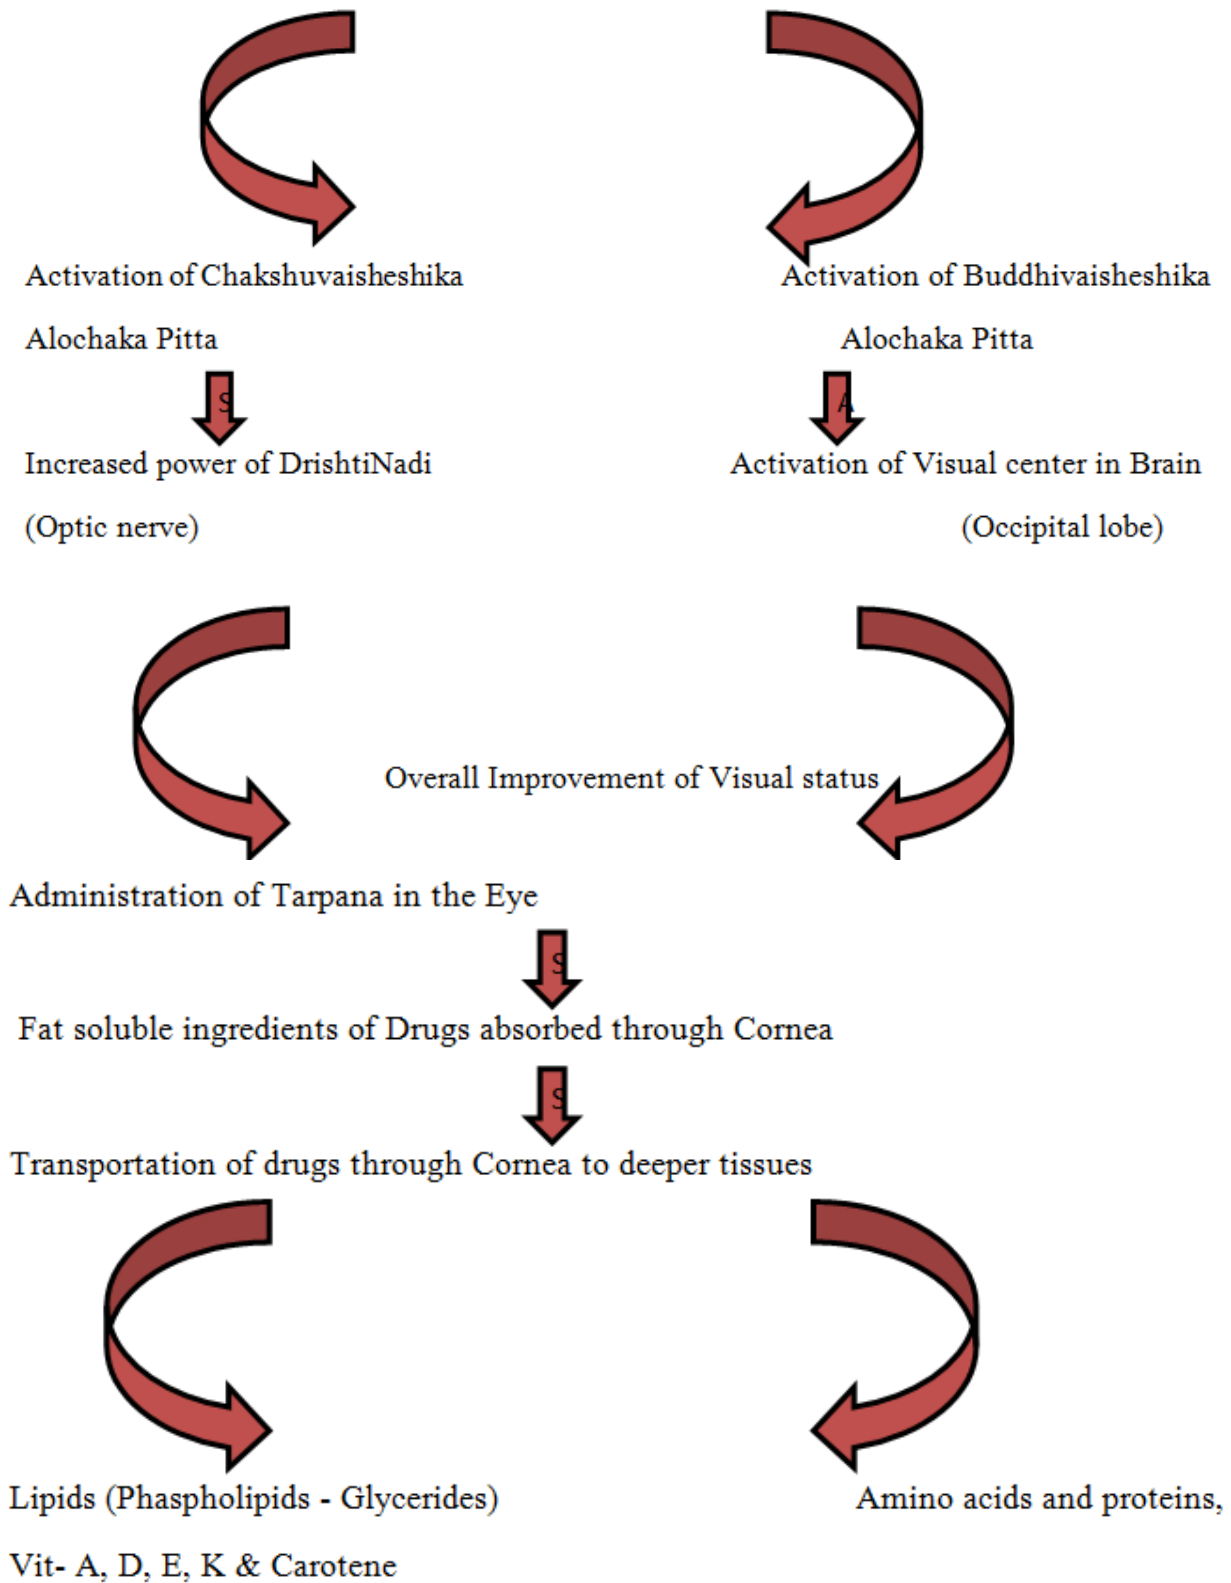 Activation of Chakshuvaisheshika
Activation of Buddhivaisheshika
Alochaka Pitta
Alochaka Pitta
S
A
Increased power of DrishtiNadi
Activation of Visual center in Brain
(Optic nerve)
(Occipital lobe)
Overall Improvement of Visual status
Administration of Tarpana in the Eye
S
Fat soluble ingredients of Drugs absorbed through Cornea
S
Transportation of drugs through Cornea to deeper tissues
Lipids (Phaspholipids - Glycerides)
Amino acids and proteins,
Vit- A, D, E, K & Carotene